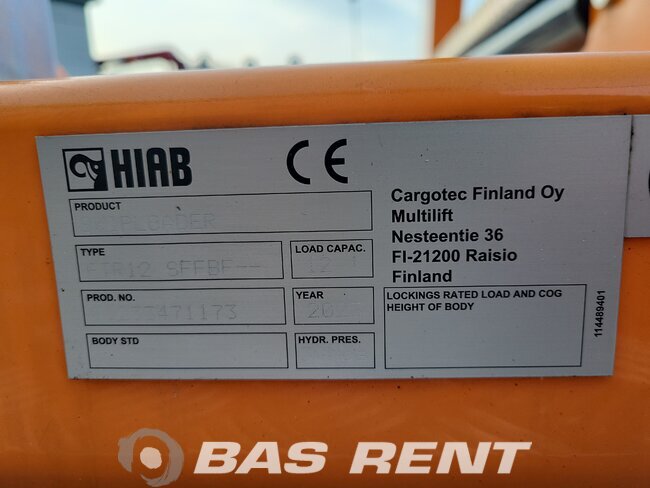 HIAB
CE
PRODUCT
TYPE
LOAD CAPAC.
12
PROD. NO.
YEAR
BODY STD
HYDR. PRES.
Cargotec Finland Oy
Multilift
Nesteentie 36
FI-21200 Raisio
Finland
LOCKINGS RATED LOAD AND COG
HEIGHT OF BODY
114489401
BAS RENT